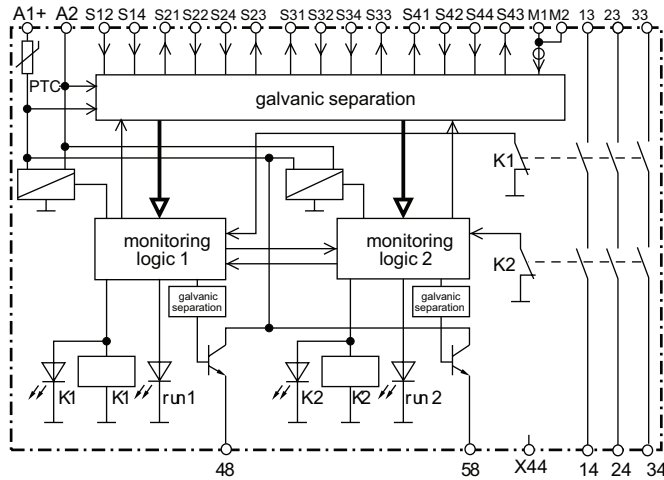 A1+ A2 S12 S14 S21 S22 S24 S23 S31 S32 S34 S33 S41 S42 S44 S43 M1 M2 13 23 33
PTC
galvanic separation
K1
monitoring
logic 1
monitoring
logic 2
K2
galvanic
separation
galvanic
separation
K1 K1 run1 K2 K2 run 2
48 58 X44 14 24 34